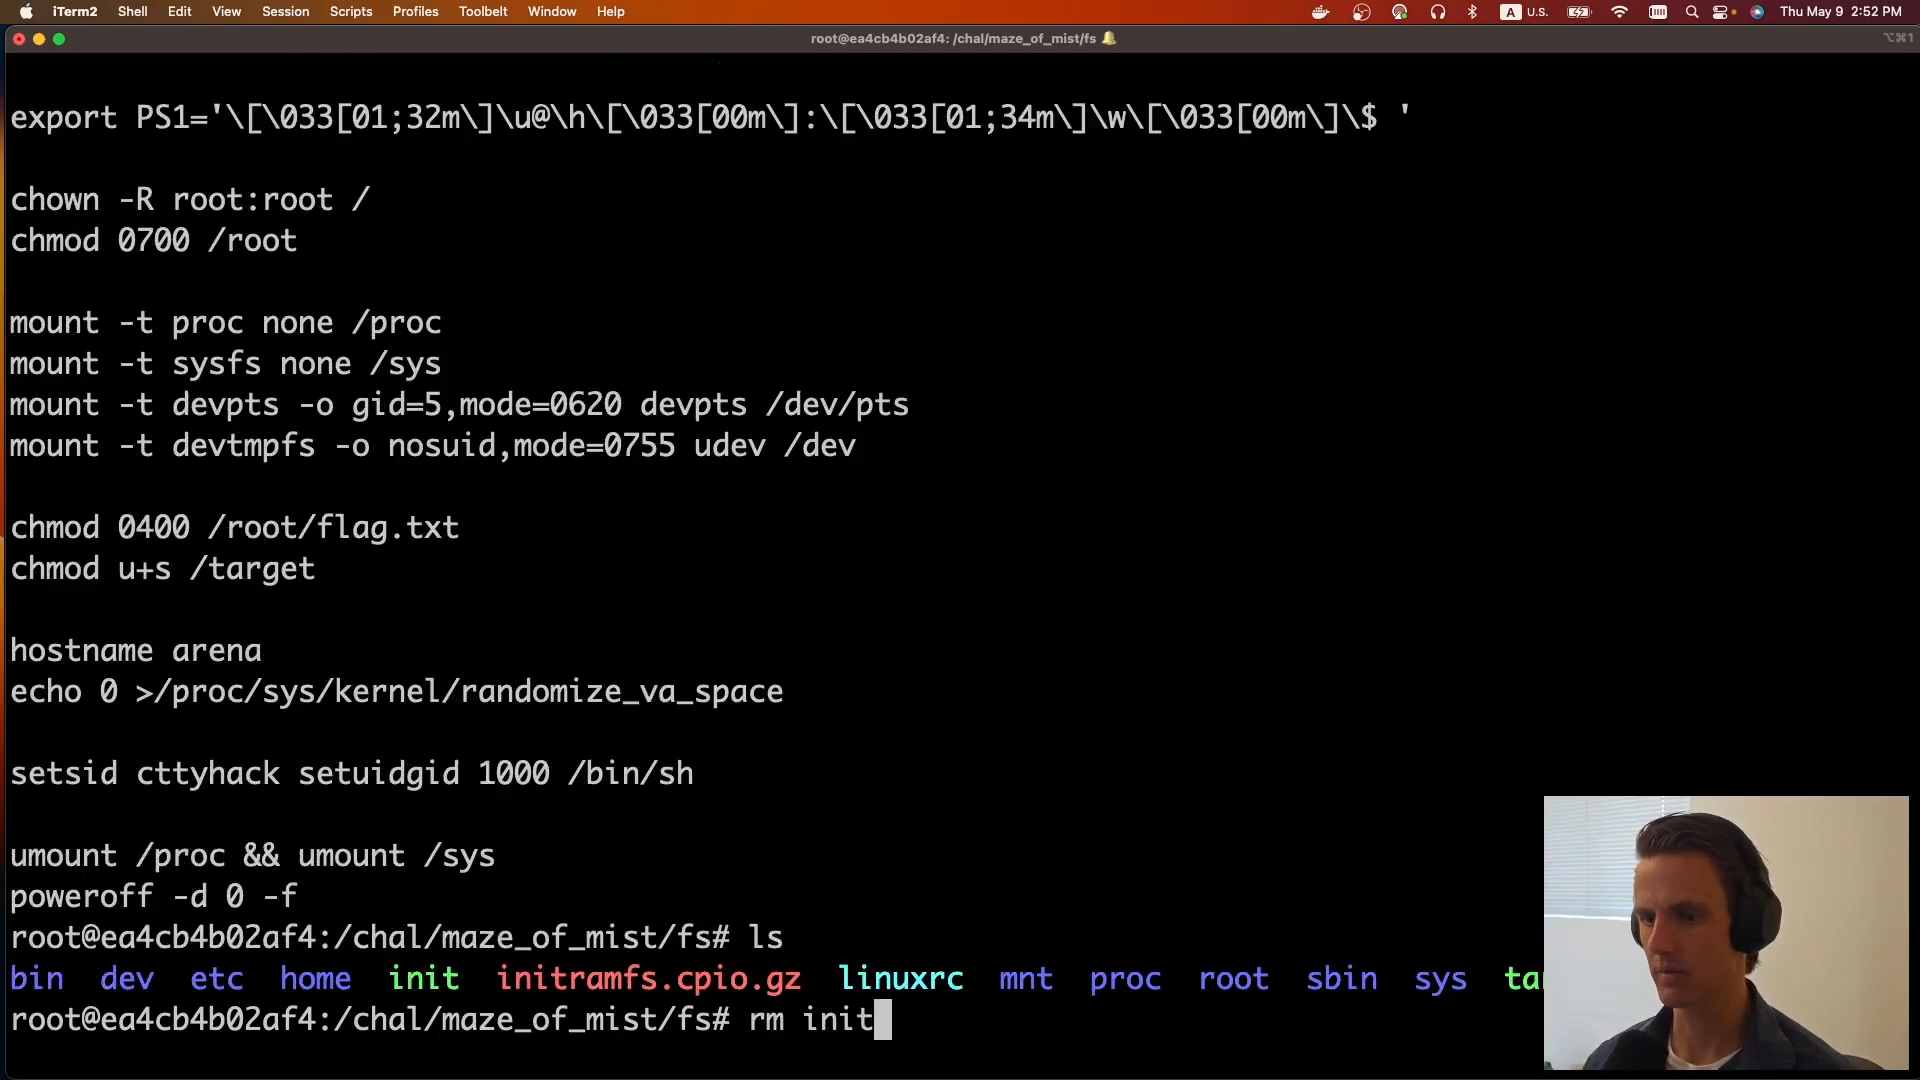 iTerm2 Shell Edit View Session Scripts Profiles Toolbelt Window Help A U.S. Thu May 9 2:52 PM
root@ea4cb4b02af4: /chal/maze_of_mist/fs ⌥⌘1
export PS1='\[\033[01;32m\]\u@\h\[\033[00m\]:\[\033[01;34m\]\w\[\033[00m\]\$ '
chown -R root:root /
chmod 0700 /root
mount -t proc none /proc
mount -t sysfs none /sys
mount -t devpts -o gid=5,mode=0620 devpts /dev/pts
mount -t devtmpfs -o nosuid,mode=0755 udev /dev
chmod 0400 /root/flag.txt
chmod u+s /target
hostname arena
echo 0 >/proc/sys/kernel/randomize_va_space
setsid cttyhack setuidgid 1000 /bin/sh
umount /proc && umount /sys
poweroff -d 0 -f
root@ea4cb4b02af4:/chal/maze_of_mist/fs# ls
bin dev etc home init initramfs.cpio.gz linuxrc mnt proc root sbin sys
root@ea4cb4b02af4:/chal/maze_of_mist/fs# rm init